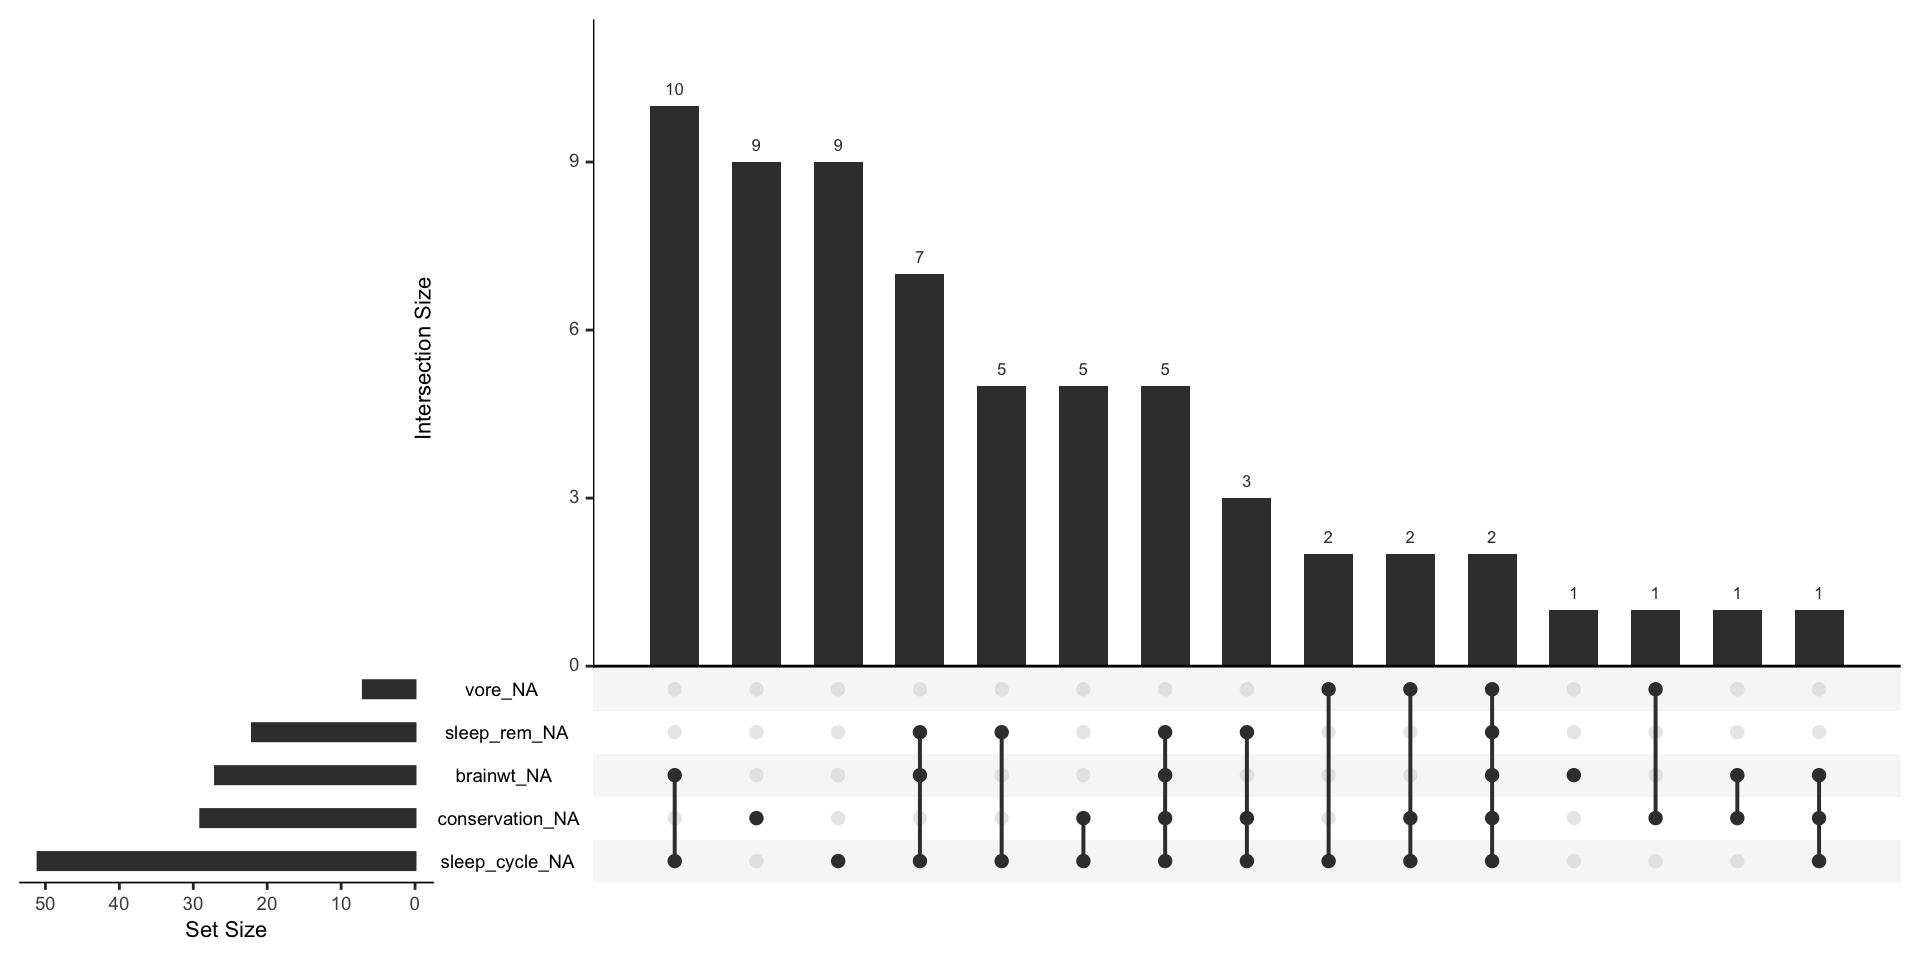 10
9
9
7
5
5
5
3
2
2
2
1
1
1
1
9
6
3
0
Intersection Size
vore_NA
sleep_rem_NA
brainwt_NA
conservation_NA
sleep_cycle_NA
50 40 30 20 10 0
Set Size